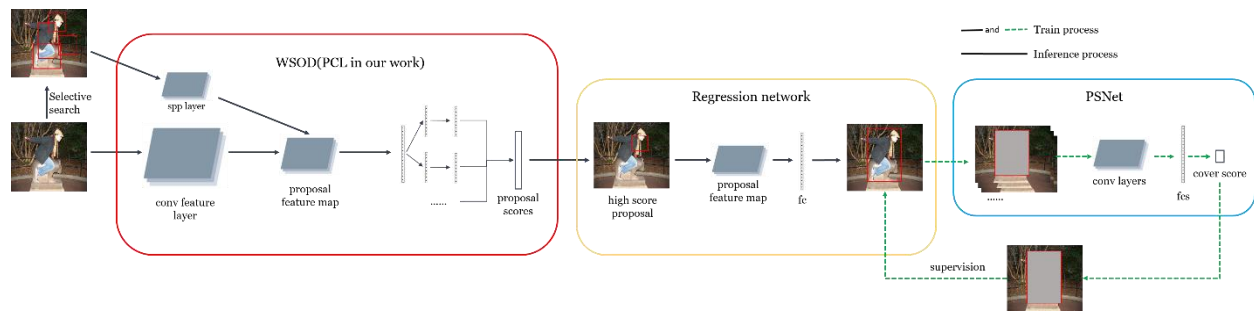 and
Train process
Inference process
WSOD(PCL in our work)
Regression network
PSNet
Selective
search
spp layer
conv feature
layer
proposal
feature map
......
proposal
scores
high score
proposal
proposal
feature map
fc
......
conv layers
fcs
cover score
supervision